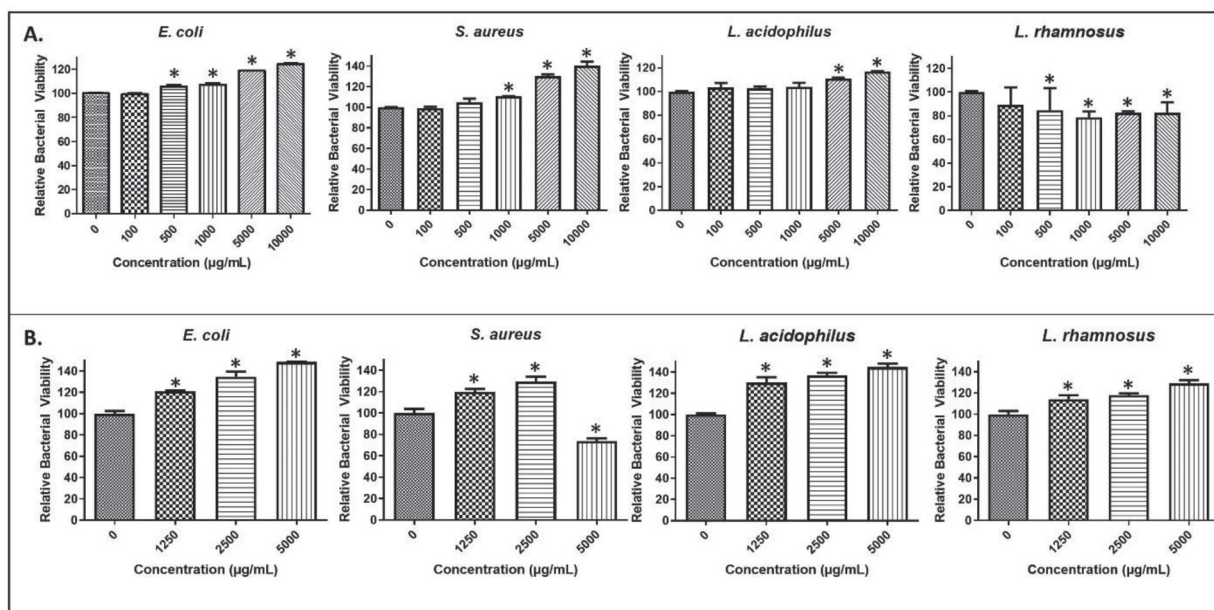 A.
E. coli
Relative Bacterial Viability
120
100
80
60
40
20
0
* * * *
0 100 500 1000 5000 10000
Concentration (µg/mL)
S. aureus
Relative Bacterial Viability
140
120
100
80
60
40
20
0
* * *
0 100 500 1000 5000 10000
Concentration (µg/mL)
L. acidophilus
Relative Bacterial Viability
120
100
80
60
40
20
0
* *
0 100 500 1000 5000 10000
Concentration (µg/mL)
L. rhamnosus
Relative Bacterial Viability
120
100
80
60
40
20
0
* * * *
0 100 500 1000 5000 10000
Concentration (µg/mL)
B.
E. coli
Relative Bacterial Viability
140
120
100
80
60
40
20
0
* * *
0 1250 2500 5000
Concentration (µg/mL)
S. aureus
Relative Bacterial Viability
140
120
100
80
60
40
20
0
* * *
0 1250 2500 5000
Concentration (µg/mL)
L. acidophilus
Relative Bacterial Viability
140
120
100
80
60
40
20
0
* * *
0 1250 2500 5000
Concentration (µg/mL)
L. rhamnosus
Relative Bacterial Viability
140
120
100
80
60
40
20
0
* * *
0 1250 2500 5000
Concentration (µg/mL)